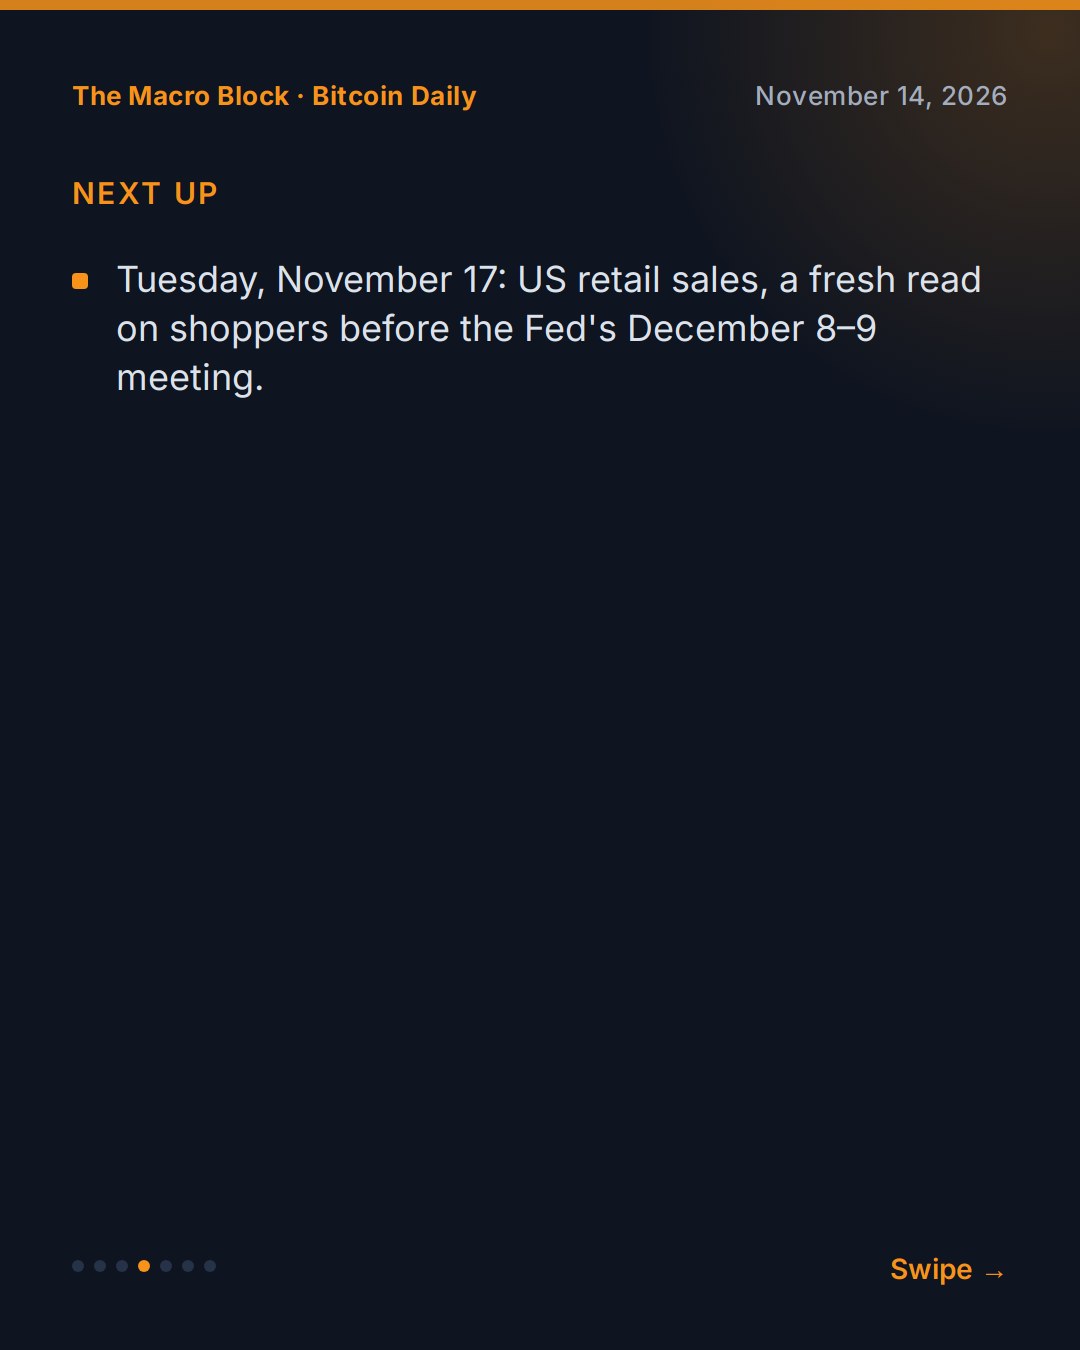 The Macro Block · Bitcoin Daily
November 14, 2026
NEXT UP
Tuesday, November 17: US retail sales, a fresh read
on shoppers before the Fed's December 8–9
meeting.
Swipe →